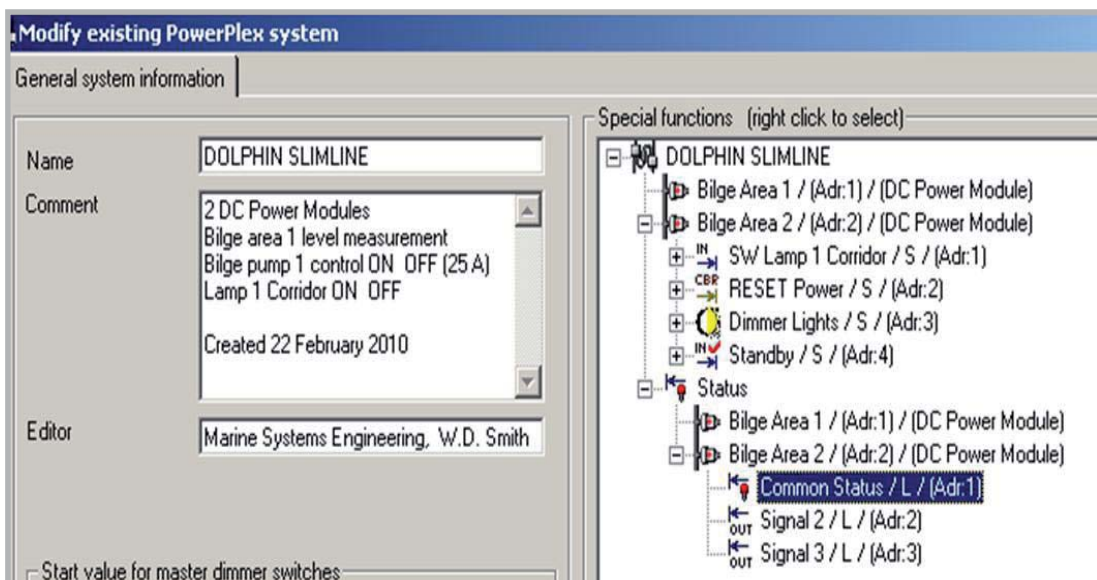 Modify existing PowerPlex system
General system information
Name
DOLPHIN SLIMLINE
Comment
2 DC Power Modules
Bilge area 1 level measurement
Bilge pump 1 control ON OFF (25 A)
Lamp 1 Corridor ON OFF
Created 22 February 2010
Editor
Marine Systems Engineering, W.D. Smith
Start value for master dimmer switches
Special functions (right click to select)
DOLPHIN SLIMLINE
Bilge Area 1 / (Adr:1) / (DC Power Module)
Bilge Area 2 / (Adr:2) / (DC Power Module)
IN SW Lamp 1 Corridor / S / (Adr:1)
CBR RESET Power / S / (Adr:2)
Dimmer Lights / S / (Adr:3)
IN Standby / S / (Adr:4)
Status
Bilge Area 1 / (Adr:1) / (DC Power Module)
Bilge Area 2 / (Adr:2) / (DC Power Module)
Common Status / L / (Adr:1)
OUT Signal 2 / L / (Adr:2)
OUT Signal 3 / L / (Adr:3)